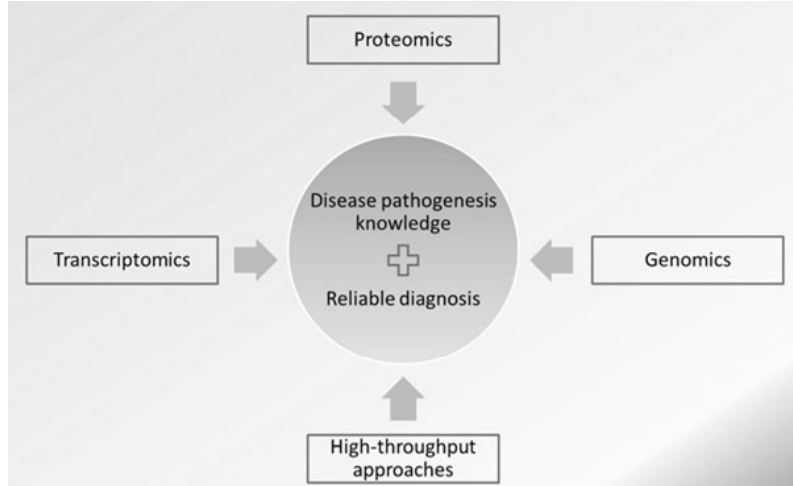 Proteomics
Disease pathogenesis
knowledge
Transcriptomics
Genomics
Reliable diagnosis
High-throughput
approaches